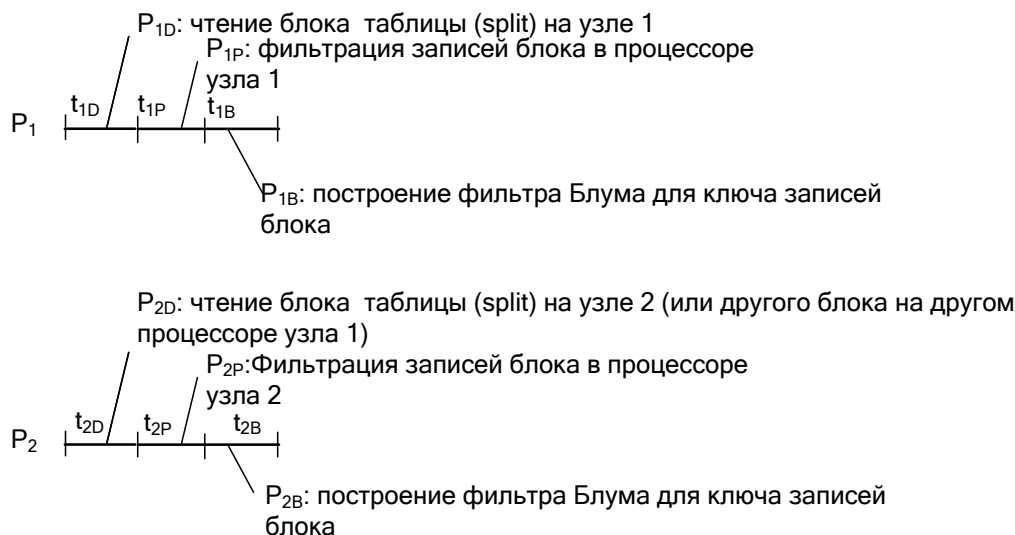 P1D: чтение блока таблицы (split) на узле 1
P1P: фильтрация записей блока в процессоре
узла 1
t1D t1P t1B
P1
P1B: построение фильтра Блума для ключа записей
блока
P2D: чтение блока таблицы (split) на узле 2 (или другого блока на другом
процессоре узла 1)
P2P:Фильтрация записей блока в процессоре
узла 2
t2D t2P t2B
P2
P2B: построение фильтра Блума для ключа записей
блока